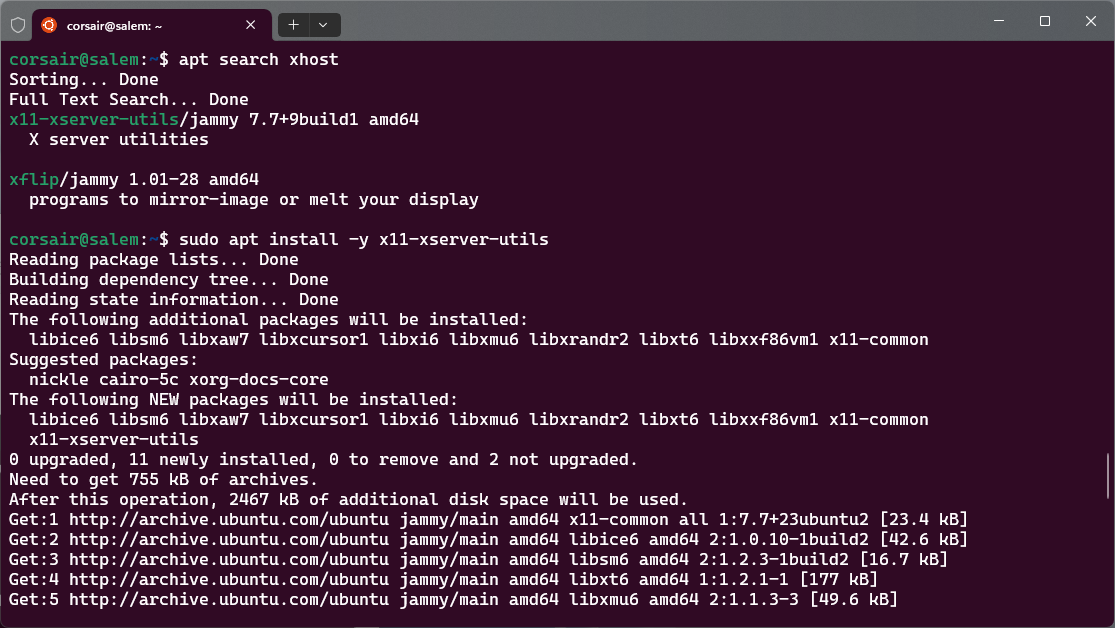 corsair@salem: ~
corsair@salem:~$ apt search xhost
Sorting... Done
Full Text Search... Done
x11-xserver-utils/jammy 7.7+9build1 amd64
  X server utilities
xflip/jammy 1.01-28 amd64
  programs to mirror-image or melt your display
corsair@salem:~$ sudo apt install -y x11-xserver-utils
Reading package lists... Done
Building dependency tree... Done
Reading state information... Done
The following additional packages will be installed:
  libice6 libsm6 libxaw7 libxcursor1 libxi6 libxmu6 libxrandr2 libxt6 libxxf86vm1 x11-common
Suggested packages:
  nickle cairo-5c xorg-docs-core
The following NEW packages will be installed:
  libice6 libsm6 libxaw7 libxcursor1 libxi6 libxmu6 libxrandr2 libxt6 libxxf86vm1 x11-common
  x11-xserver-utils
0 upgraded, 11 newly installed, 0 to remove and 2 not upgraded.
Need to get 755 kB of archives.
After this operation, 2467 kB of additional disk space will be used.
Get:1 http://archive.ubuntu.com/ubuntu jammy/main amd64 x11-common all 1:7.7+23ubuntu2 [23.4 kB]
Get:2 http://archive.ubuntu.com/ubuntu jammy/main amd64 libice6 amd64 2:1.0.10-1build2 [42.6 kB]
Get:3 http://archive.ubuntu.com/ubuntu jammy/main amd64 libsm6 amd64 2:1.2.3-1build2 [16.7 kB]
Get:4 http://archive.ubuntu.com/ubuntu jammy/main amd64 libxt6 amd64 1:1.2.1-1 [177 kB]
Get:5 http://archive.ubuntu.com/ubuntu jammy/main amd64 libxmu6 amd64 2:1.1.3-3 [49.6 kB]